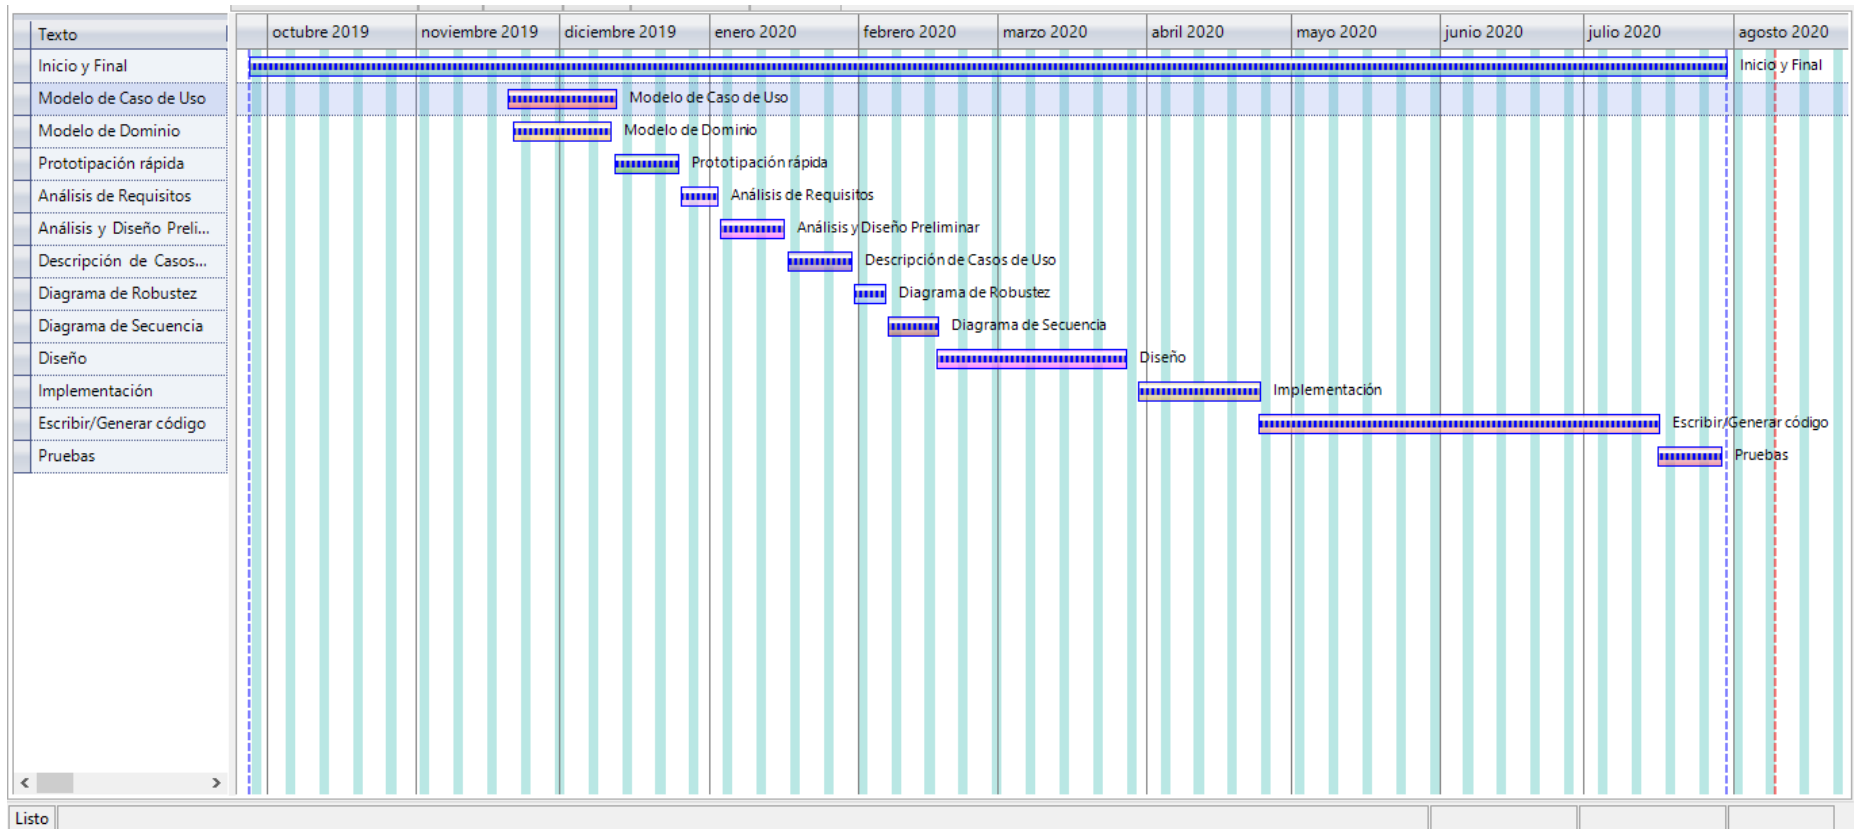 Texto
octubre 2019 noviembre 2019 diciembre 2019 enero 2020 febrero 2020 marzo 2020 abril 2020 mayo 2020 junio 2020 julio 2020 agosto 2020
Inicio y Final Inicio y Final
Modelo de Caso de Uso Modelo de Caso de Uso
Modelo de Dominio Modelo de Dominio
Prototipación rápida Prototipación rápida
Análisis de Requisitos Análisis de Requisitos
Análisis y Diseño Preli... Análisis y Diseño Preliminar
Descripción de Casos... Descripción de Casos de Uso
Diagrama de Robustez Diagrama de Robustez
Diagrama de Secuencia Diagrama de Secuencia
Diseño Diseño
Implementación Implementación
Escribir/Generar código Escribir/Generar código
Pruebas Pruebas
Listo